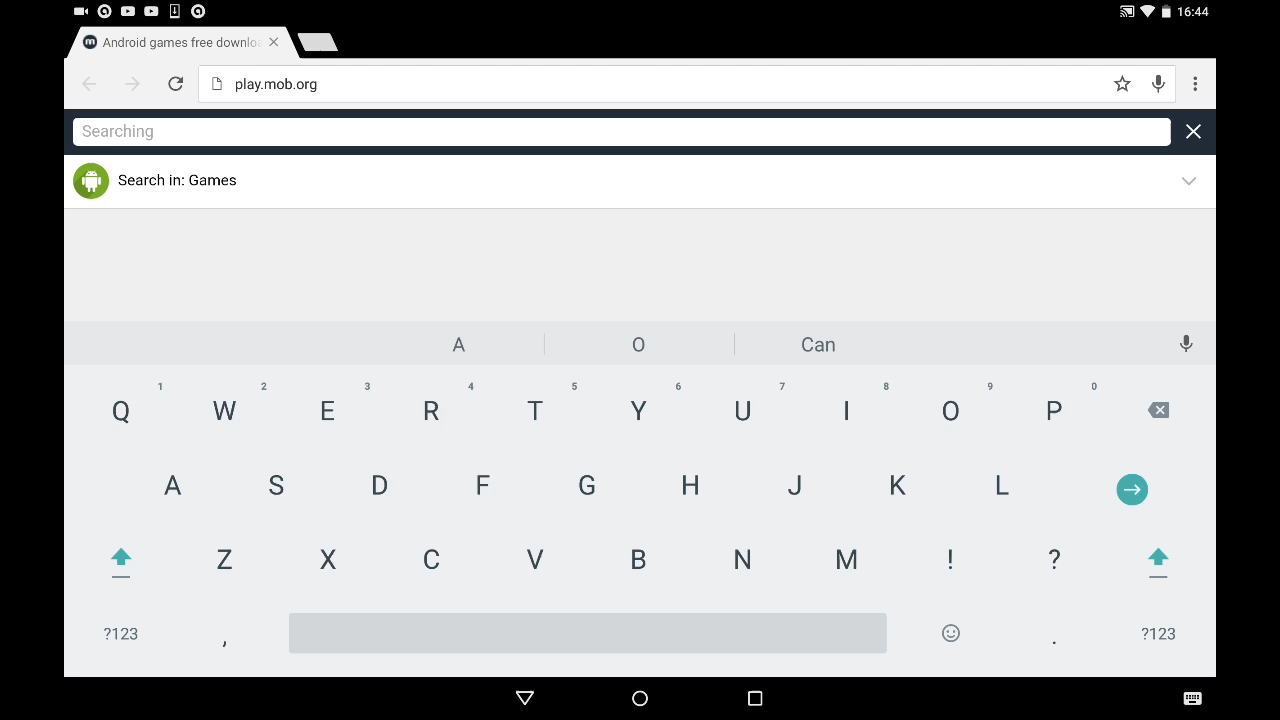 16:44
Android games free downloa
play.mob.org
Searching
Search in: Games
A O Can
1 2 3 4 5 6 7 8 9 0
Q W E R T Y U I O P
A S D F G H J K L
Z X C V B N M ! ?
?123 , . ?123